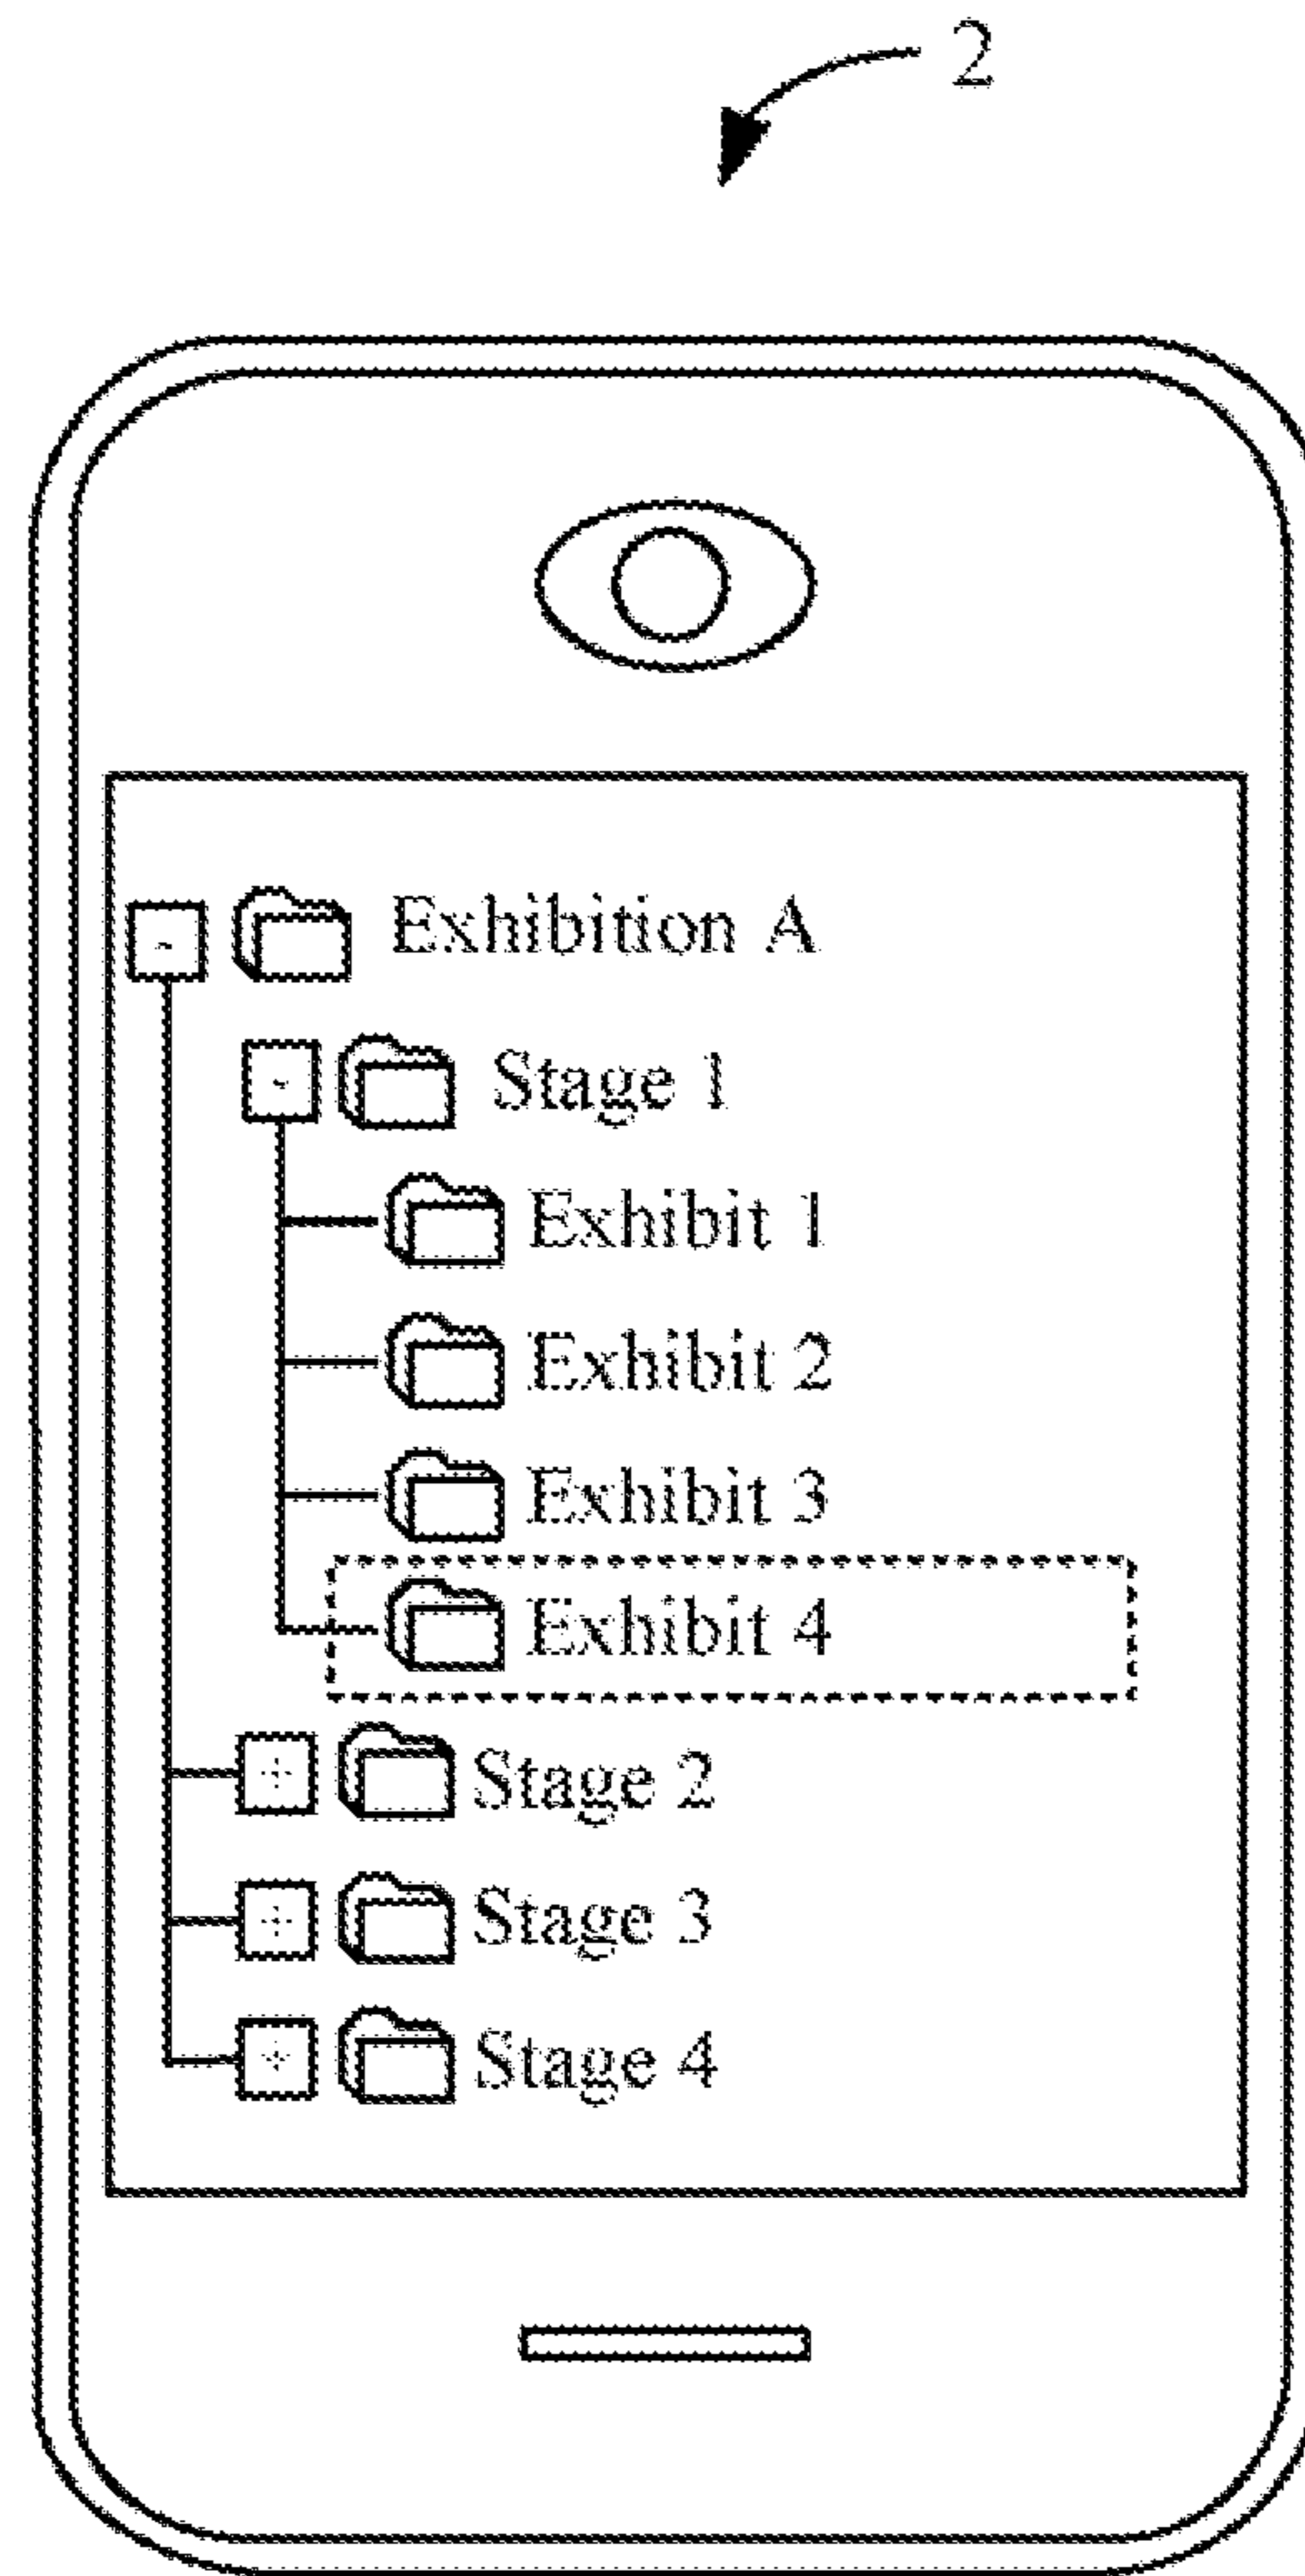 2
- Exhibition A
- Stage 1
Exhibit 1
Exhibit 2
Exhibit 3
Exhibit 4
+ Stage 2
+ Stage 3
+ Stage 4